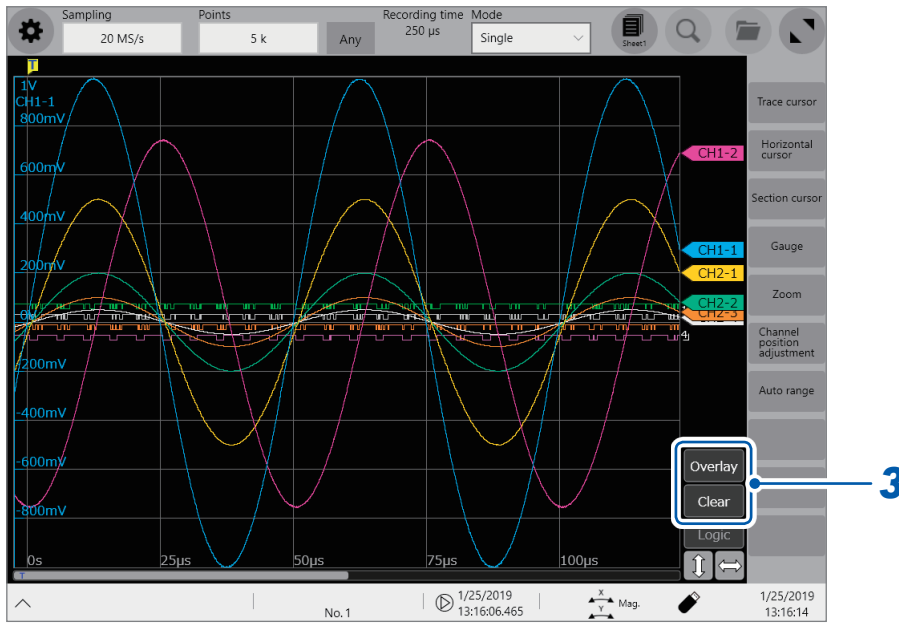 Sampling
20 MS/s
Points
5 k
Any
Recording time
250 µs
Mode
Single
Sheet1
T
1V
CH1-1
800mV
600mV
400mV
200mV
0V
-200mV
-400mV
-600mV
-800mV
0s
25µs
50µs
75µs
100µs
T
CH1-2
CH1-1
CH2-1
CH2-2
CH2-3
4
Trace cursor
Horizontal
cursor
Section cursor
Gauge
Zoom
Channel
position
adjustment
Auto range
Overlay
Clear
3
Logic
No. 1
1/25/2019
13:16:06.465
X
Y
Mag.
1/25/2019
13:16:14